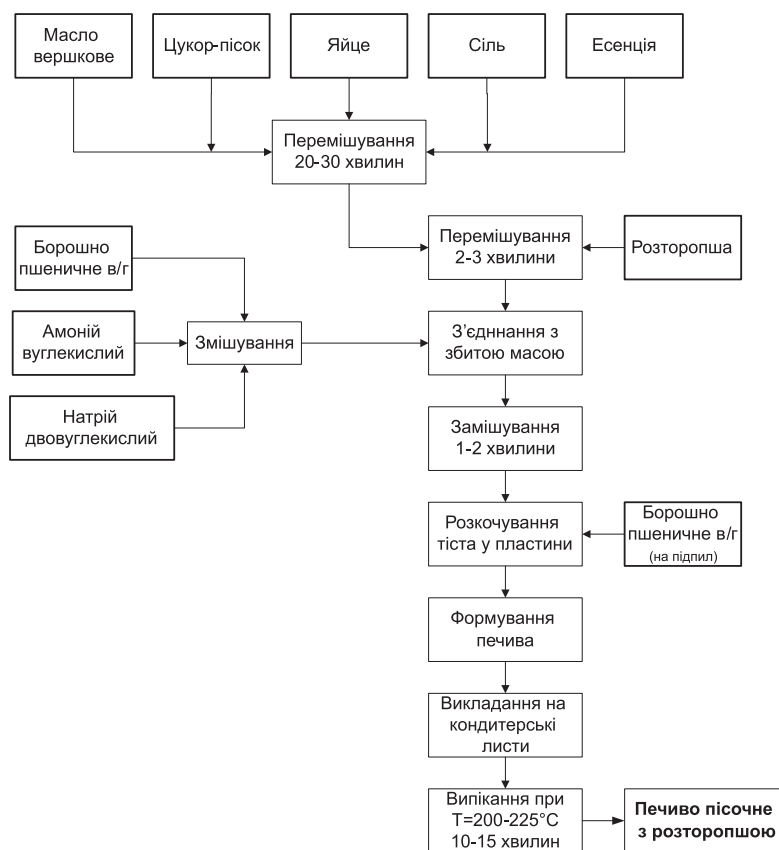 Масло
вершкове
Цукор-пісок
Яйце
Сіль
Есенція
Перемішування
20-30 хвилин
Перемішування
2-3 хвилини
Розторопша
Борошно
пшеничне в/г
Амоній
вуглекислий
Змішування
З’єдннання з
збитою масою
Натрій
двовуглекислий
Замішування
1-2 хвилини
Розкочування
тіста у пластини
Борошно
пшеничне в/г
(на підпил)
Формування
печива
Викладання на
кондитерські
листи
Випікання при
Т=200-225°С
10-15 хвилин
Печиво пісочне
з розторопшою